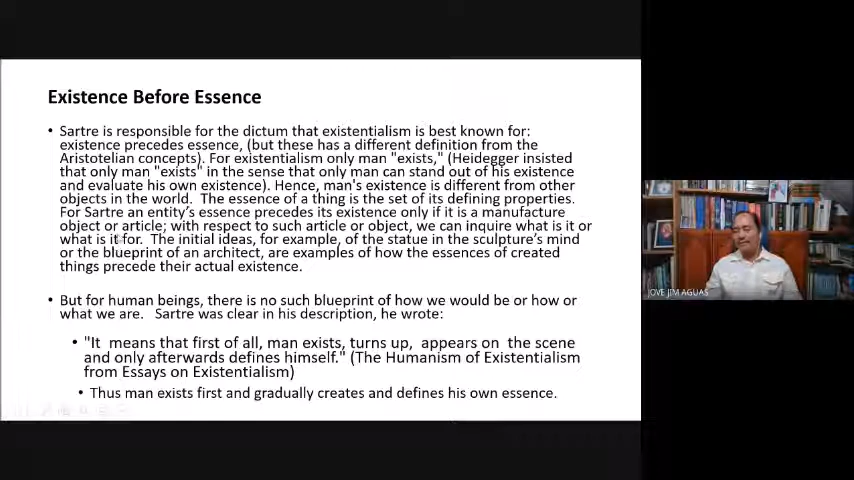 Existence Before Essence
• Sartre is responsible for the dictum that existentialism is best known for:
existence precedes essence, (but these has a different definition from the
Aristotelian concepts). For existentialism only man "exists," (Heidegger insisted
that only man "exists" in the sense that only man can stand out of his existence
and evaluate his own existence). Hence, man's existence is different from other
objects in the world. The essence of a thing is the set of its defining properties.
For Sartre an entity's essence precedes its existence only if it is a manufacture
object or article; with respect to such article or object, we can inquire what is it or
what is it for. The initial ideas, for example, of the statue in the sculpture's mind
or the blueprint of an architect, are examples of how the essences of created
things precede their actual existence.
• But for human beings, there is no such blueprint of how we would be or how or
what we are. Sartre was clear in his description, he wrote:
• "It means that first of all, man exists, turns up, appears on the scene
and only afterwards defines himself." (The Humanism of Existentialism
from Essays on Existentialism)
• Thus man exists first and gradually creates and defines his own essence.
JOVE JIM AGUAS